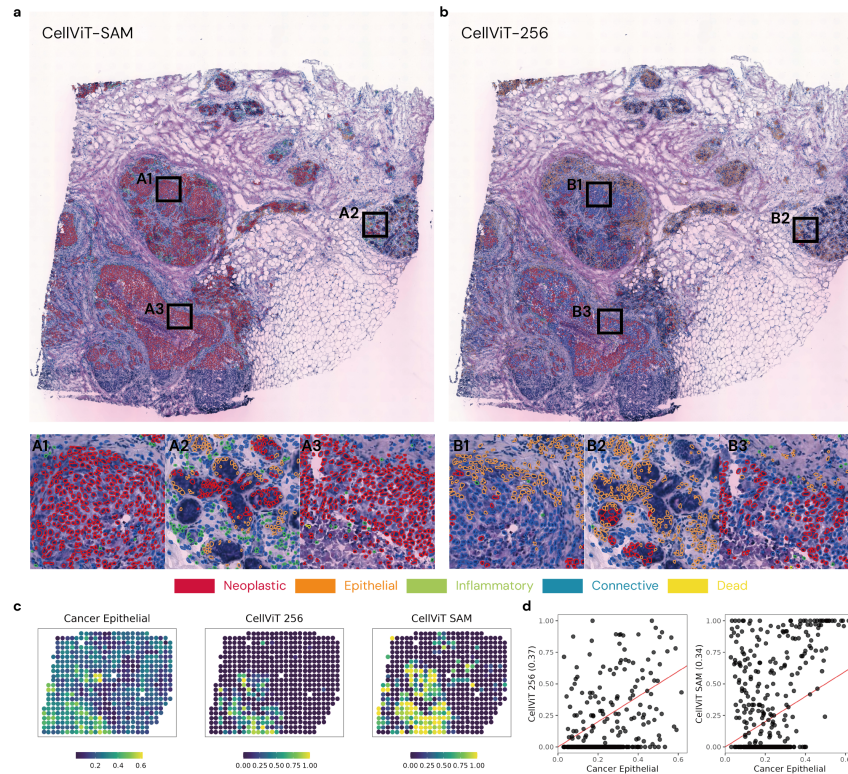 a
CellViT-SAM
A1
A2
A3
b
CellViT-256
B1
B2
B3
A1
A2
A3
B1
B2
B3
Neoplastic
Epithelial
Inflammatory
Connective
Dead
c
Cancer Epithelial
CellViT 256
CellViT SAM
0.2 0.4 0.6
0.00 0.25 0.50 0.75 1.00
0.00 0.25 0.50 0.75 1.00
d
CellViT 256 (0.37)
1.00
0.75
0.50
0.25
0.00
0.0 0.2 0.4 0.6
Cancer Epithelial
CellViT SAM (0.34)
1.00
0.75
0.50
0.25
0.00
0.0 0.2 0.4
Cancer Epithelial